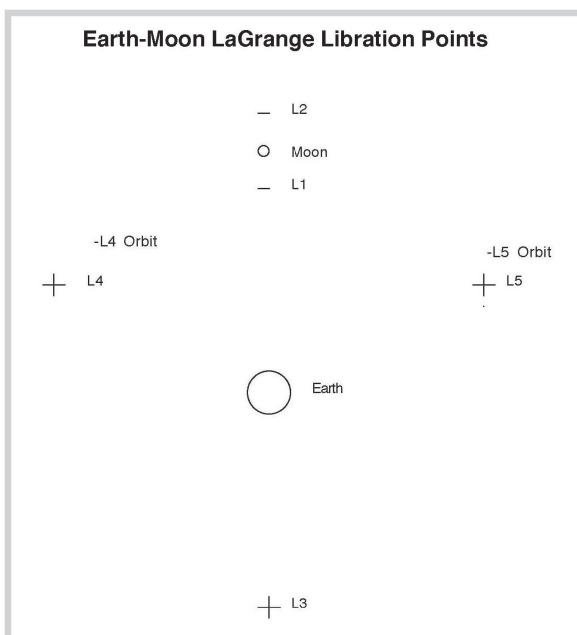 Earth-Moon LaGrange Libration Points
L2
Moon
L1
-L4 Orbit
-L5 Orbit
L4
L5
Earth
L3